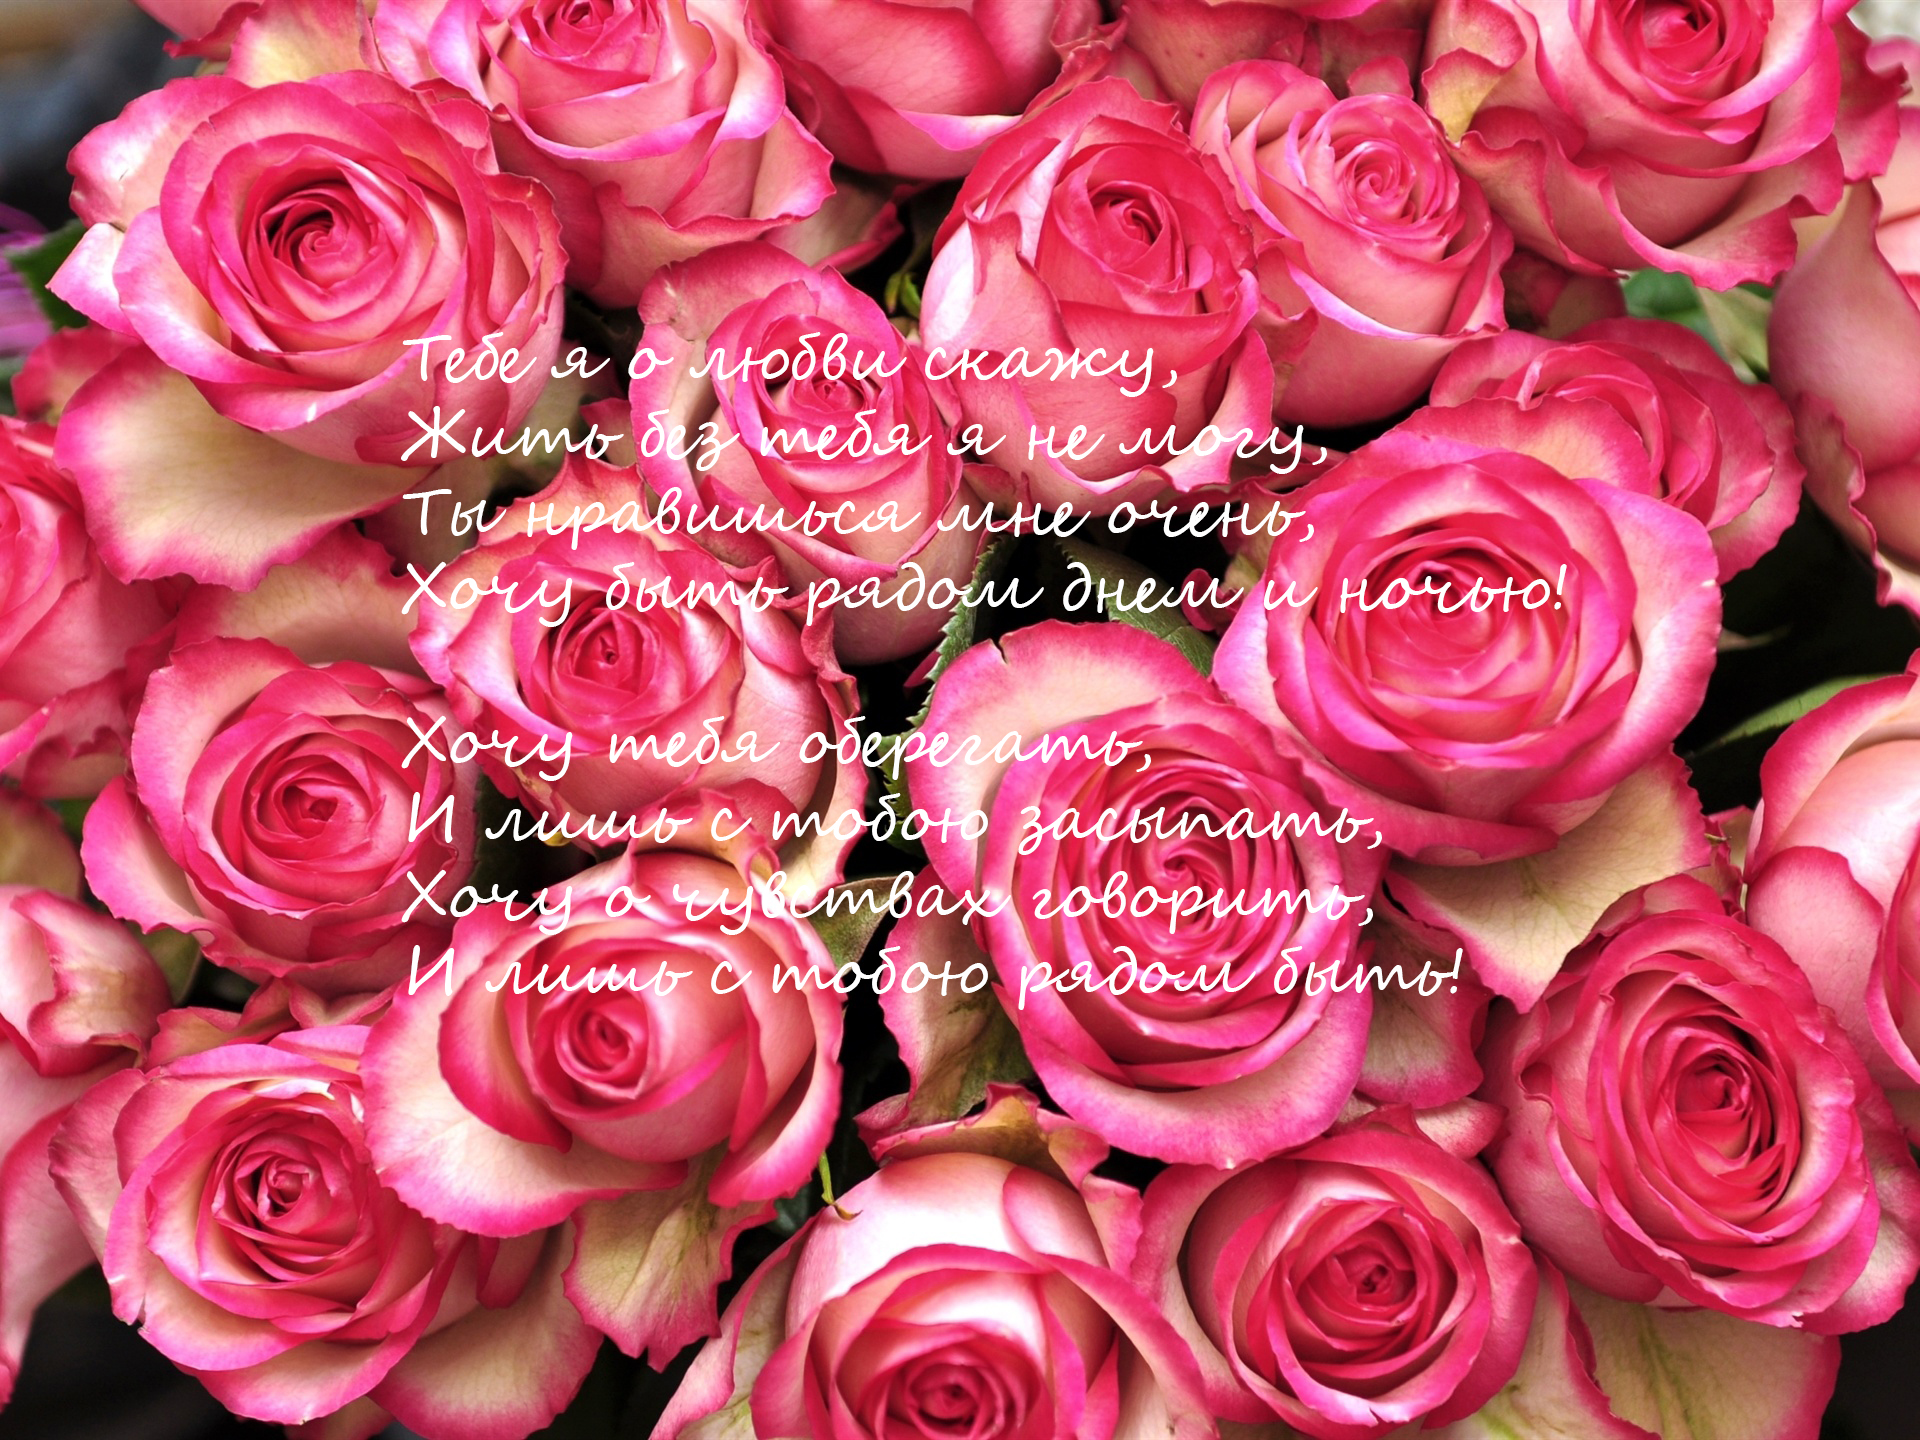 Тебе я о любви скажу,
Жить без тебя я не могу,
Ты нравишься мне очень,
Хочу быть рядом днем и ночью!
Хочу тебя оберегать,
И лишь с тобою засыпать,
Хочу о чувствах говорить,
И лишь с тобою рядом быть!